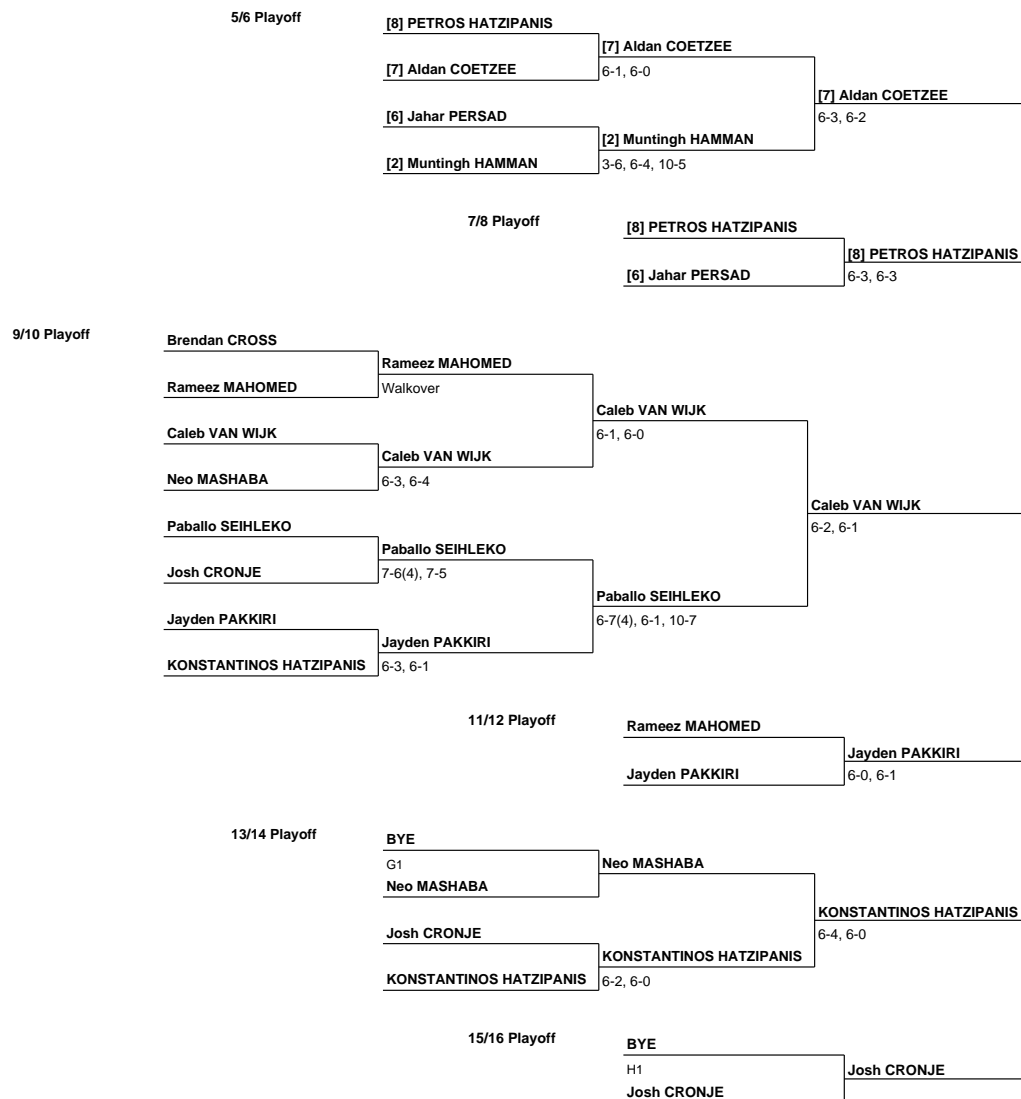 5/6 Playoff
[8] PETROS HATZIPANIS
[7] Aldan COETZEE
[7] Aldan COETZEE
6-1, 6-0
[7] Aldan COETZEE
6-3, 6-2
[6] Jahar PERSAD
[2] Muntingh HAMMAN
[2] Muntingh HAMMAN
3-6, 6-4, 10-5
7/8 Playoff
[8] PETROS HATZIPANIS
[8] PETROS HATZIPANIS
[6] Jahar PERSAD
6-3, 6-3
9/10 Playoff
Brendan CROSS
Rameez MAHOMED
Rameez MAHOMED
Walkover
Caleb VAN WIJK
6-1, 6-0
Caleb VAN WIJK
Caleb VAN WIJK
Neo MASHABA
6-3, 6-4
Caleb VAN WIJK
6-2, 6-1
Paballo SEIHLEKO
Paballo SEIHLEKO
Josh CRONJE
7-6(4), 7-5
Paballo SEIHLEKO
6-7(4), 6-1, 10-7
Jayden PAKKIRI
Jayden PAKKIRI
KONSTANTINOS HATZIPANIS
6-3, 6-1
11/12 Playoff
Rameez MAHOMED
Jayden PAKKIRI
Jayden PAKKIRI
6-0, 6-1
13/14 Playoff
BYE
G1
Neo MASHABA
Neo MASHABA
KONSTANTINOS HATZIPANIS
6-4, 6-0
Josh CRONJE
KONSTANTINOS HATZIPANIS
KONSTANTINOS HATZIPANIS
6-2, 6-0
15/16 Playoff
BYE
H1
Josh CRONJE
Josh CRONJE